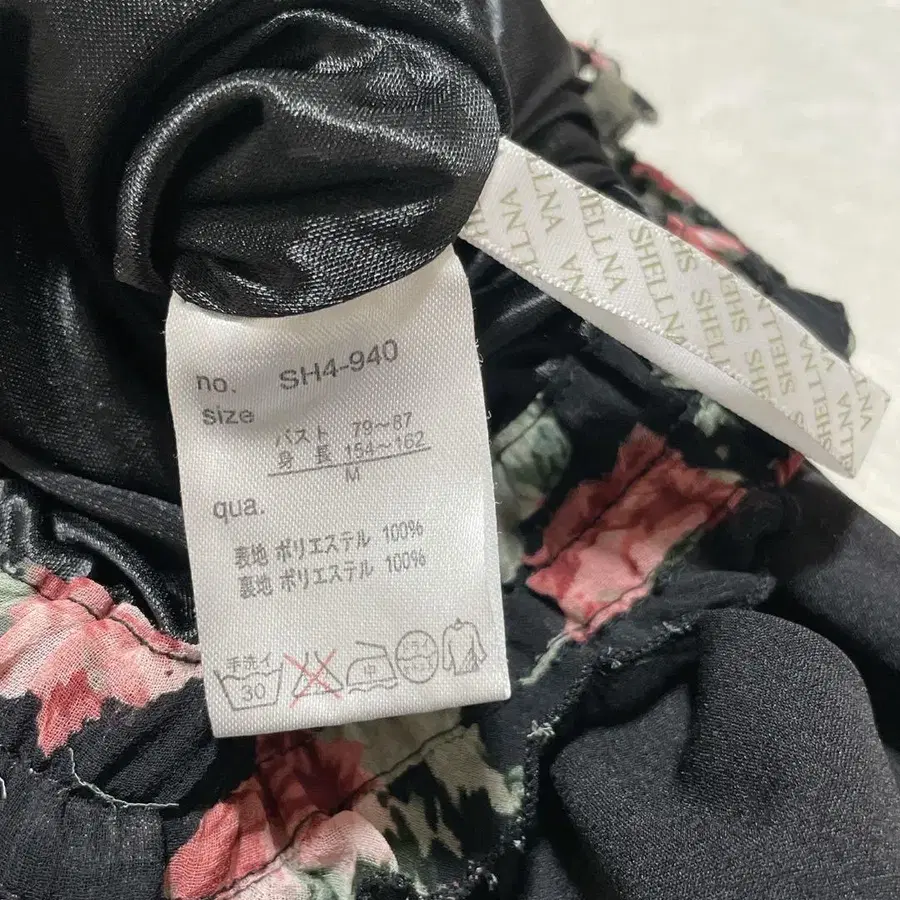 no. SH4-940
size
バスト 79〜87
身長 154〜162
M
qua.
表地 ポリエステル 100%
裏地 ポリエステル 100%
手洗イ
30
中
SHELLNA
SHELLNA
SHELLNA
SHELLNA